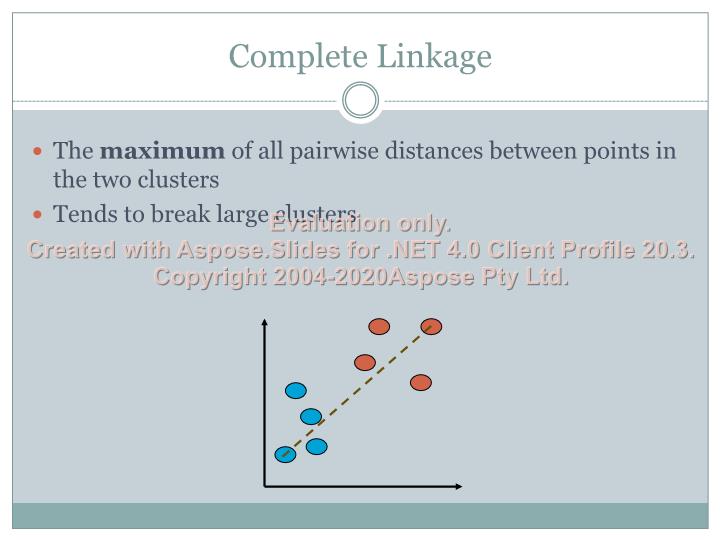 Complete Linkage
• The maximum of all pairwise distances between points in
the two clusters
• Tends to break large clusters
Evaluation only.
Created with Aspose.Slides for .NET 4.0 Client Profile 20.3.
Copyright 2004-2020Aspose Pty Ltd.